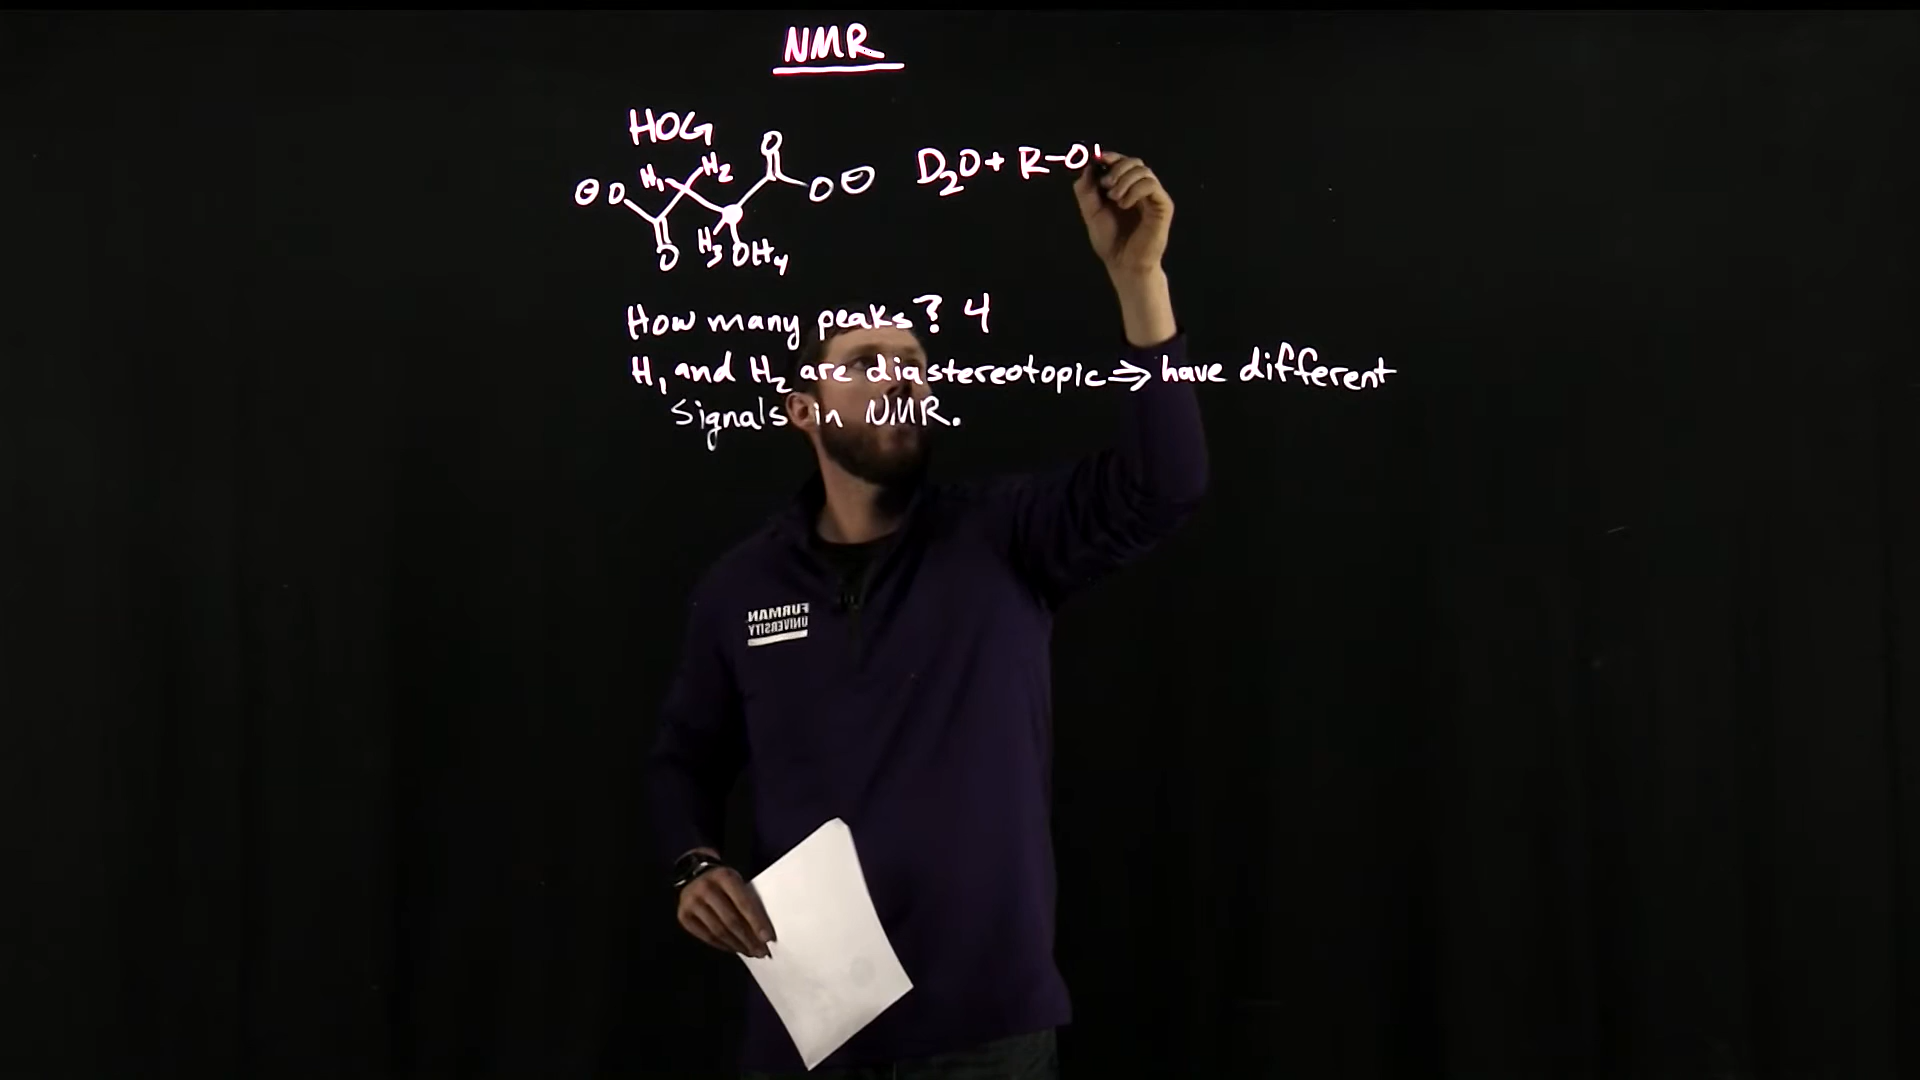 NMR
HOG
H₁ H₂ O
⊖ O O ⊖ D₂O + R-O
O H₃ OH₄
How many peaks? 4
H₁ and H₂ are diastereotopic ⇒ have different
signals in NMR.
FURMAN
UNIVERSITY